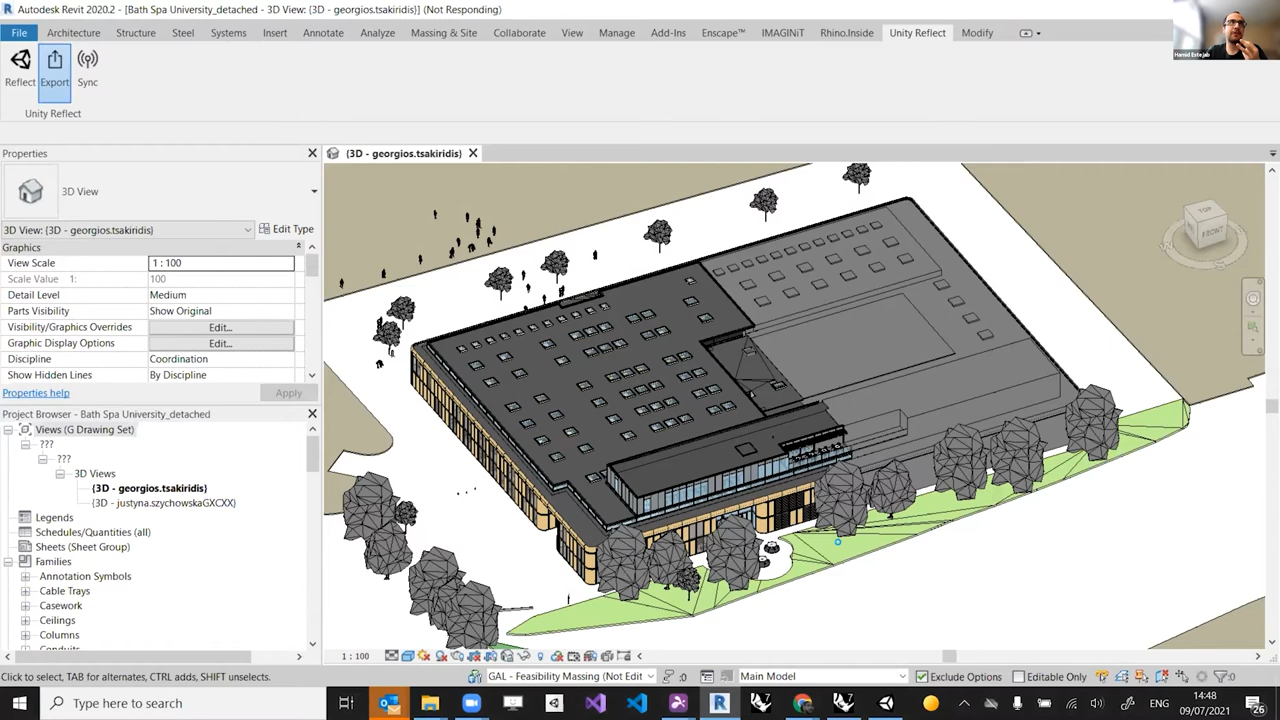 Autodesk Revit 2020.2 - [Bath Spa University_detached - 3D View: {3D - georgios.tsakiridis}] (Not Responding)
File Architecture Structure Steel Systems Insert Annotate Analyze Massing & Site Collaborate View Manage Add-Ins Enscape™ IMAGINiT Rhino.Inside Unity Reflect Modify
Hamid Estejab
Reflect Export Sync
Unity Reflect
Properties
{3D - georgios.tsakiridis}
3D View
3D View: {3D - georgios.tsakiridis) Edit Type
Graphics
View Scale 1 : 100
Scale Value 1: 100
Detail Level Medium
Parts Visibility Show Original
Visibility/Graphics Overrides Edit...
Graphic Display Options Edit...
Discipline Coordination
Show Hidden Lines By Discipline
Properties help Apply
Project Browser - Bath Spa University_detached
Views (G Drawing Set)
???
???
3D Views
{3D - georgios.tsakiridis}
{3D - justyna.szychowskaGXCXX}
Legends
Schedules/Quantities (all)
Sheets (Sheet Group)
Families
Annotation Symbols
Cable Trays
Casework
Ceilings
Columns
Conduits
TOP
FRONT
1 : 100
Click to select, TAB for alternates, CTRL adds, SHIFT unselects.
GAL - Feasibility Massing (Not Edit
:0
Main Model
Exclude Options
Editable Only
:0
Type here to search
ENG
14:48
09/07/2021
26